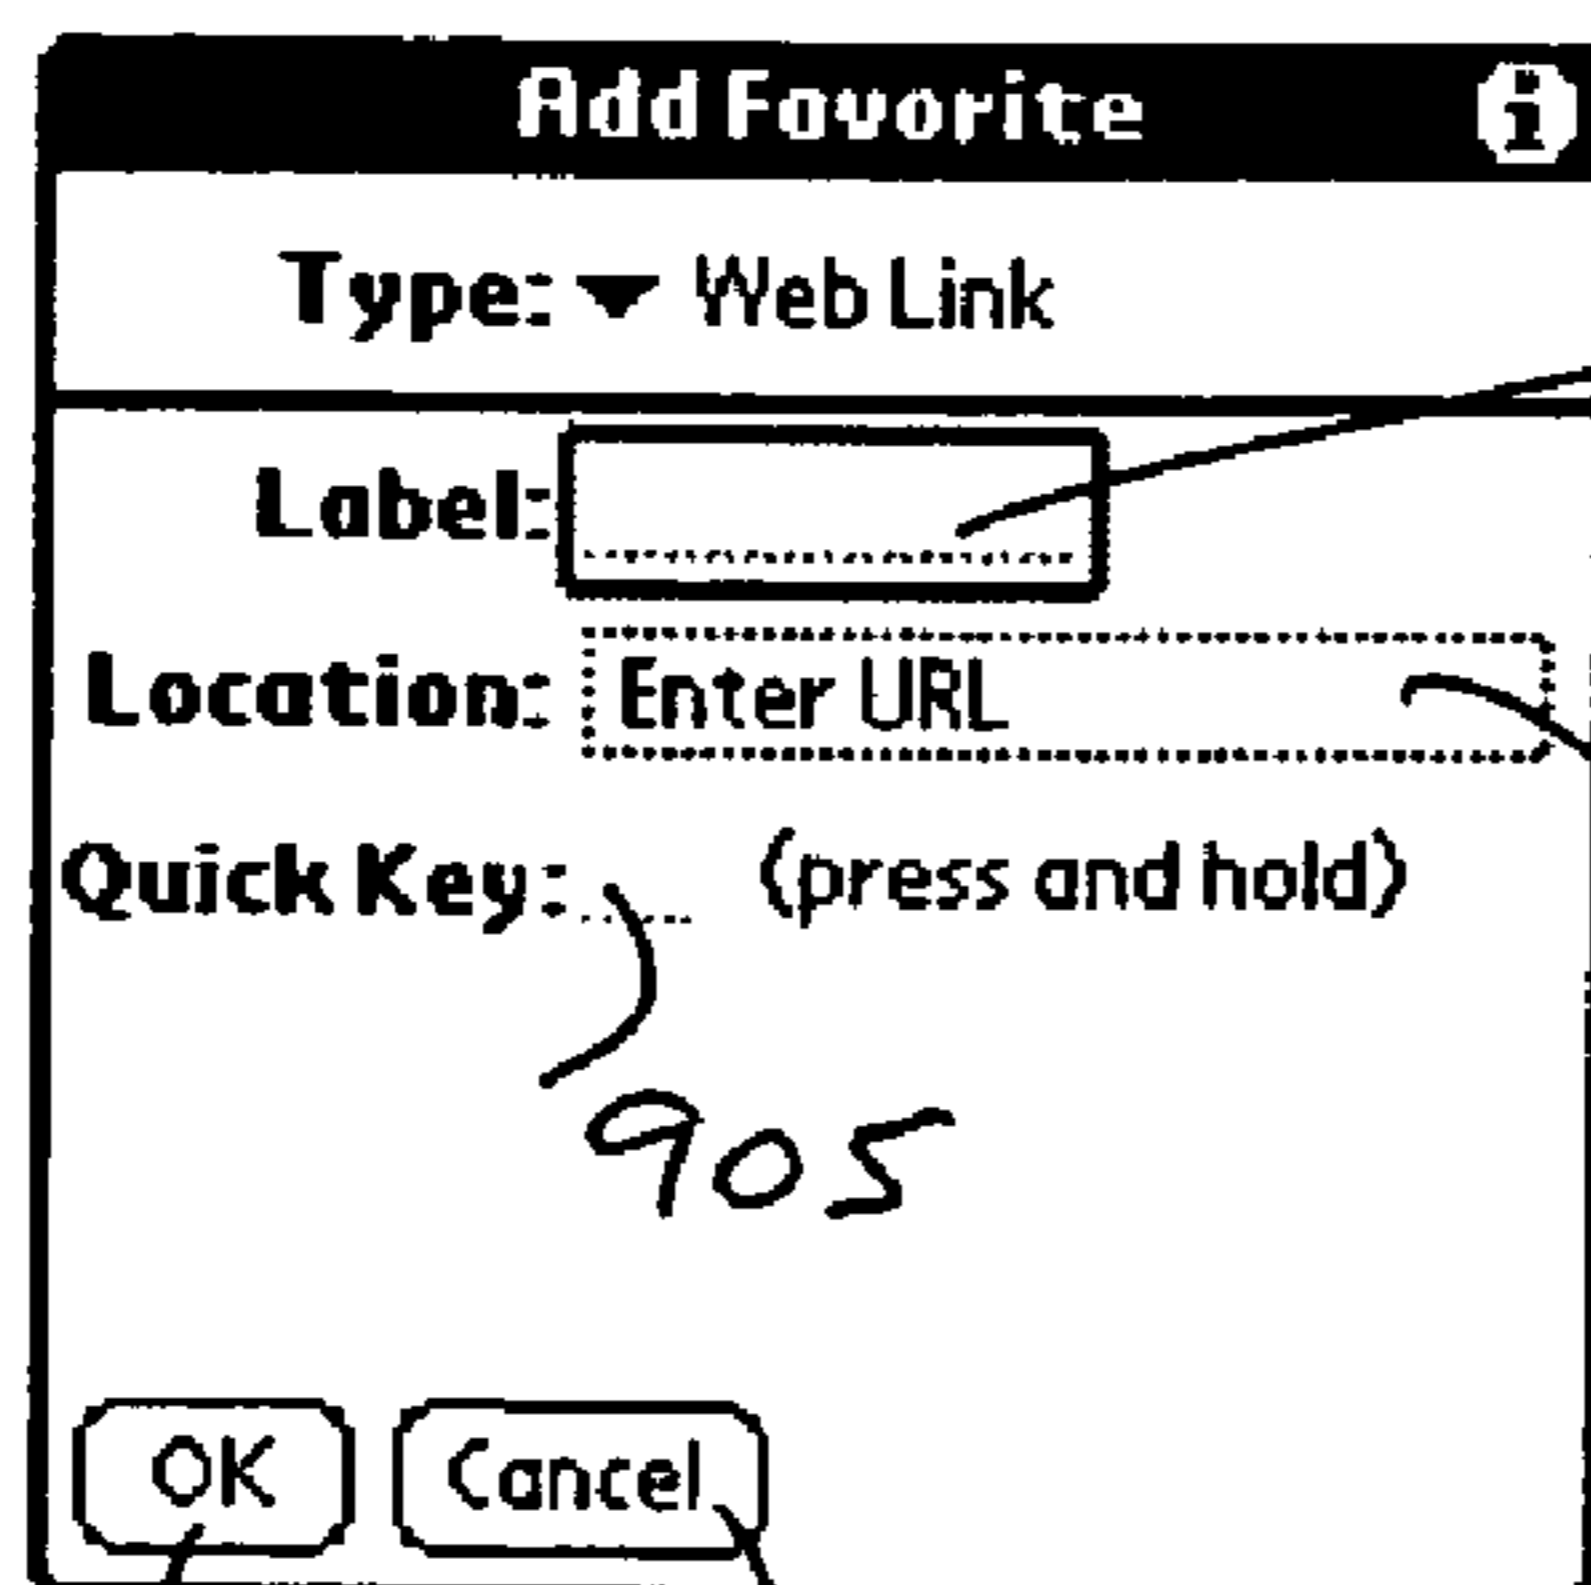 Add Favorite i
Type: Web Link
Label:
Location: Enter URL
Quick Key: (press and hold)
905
OK Cancel